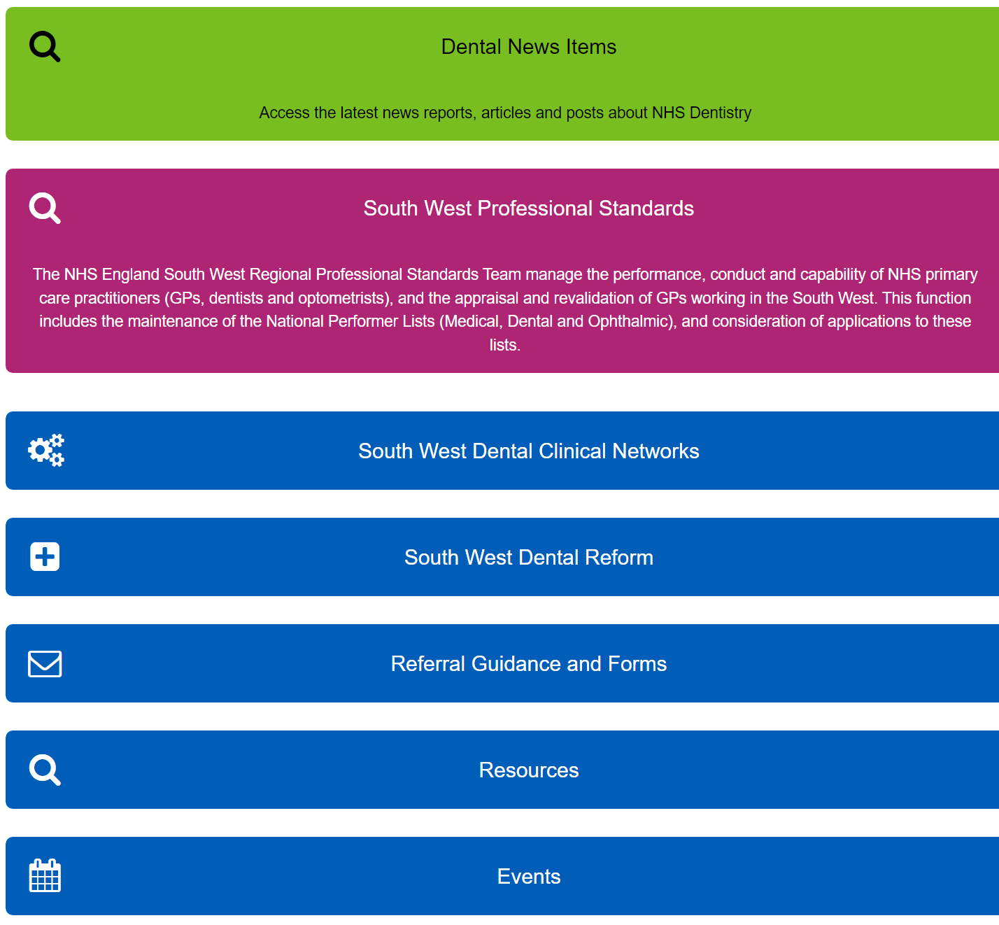 Dental News Items
Access the latest news reports, articles and posts about NHS Dentistry
South West Professional Standards
The NHS England South West Regional Professional Standards Team manage the performance, conduct and capability of NHS primary
care practitioners (GPs, dentists and optometrists), and the appraisal and revalidation of GPs working in the South West. This function
includes the maintenance of the National Performer Lists (Medical, Dental and Ophthalmic), and consideration of applications to these
lists.
South West Dental Clinical Networks
South West Dental Reform
Referral Guidance and Forms
Resources
Events